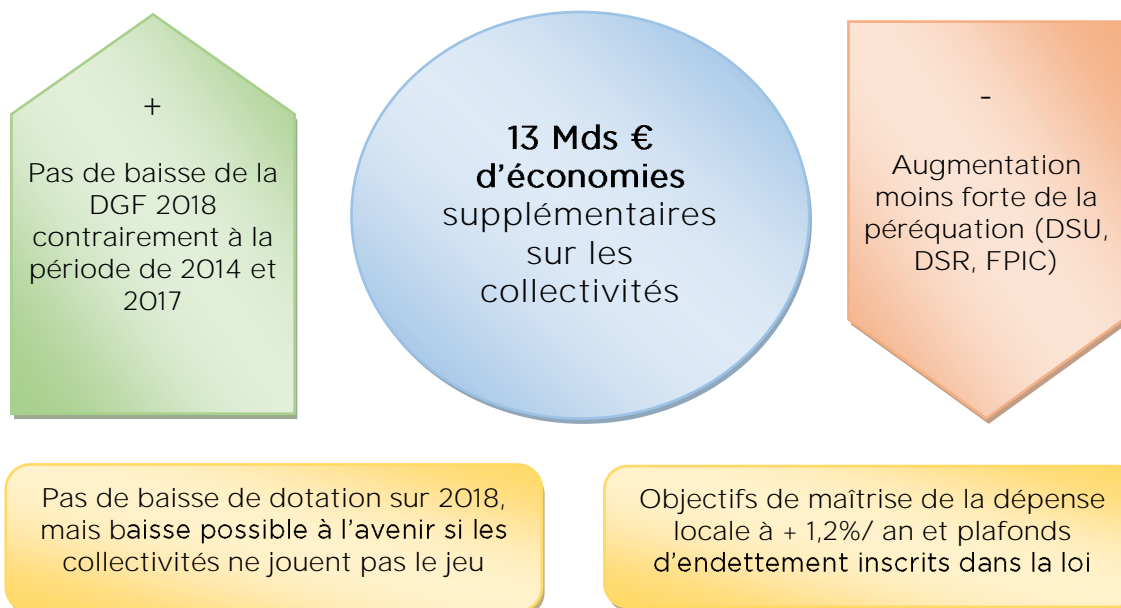 +
Pas de baisse de la
DGF 2018
contrairement à la
période de 2014 et
2017
13 Mds €
d’économies
supplémentaires
sur les
collectivités
-
Augmentation
moins forte de la
péréquation (DSU,
DSR, FPIC)
Pas de baisse de dotation sur 2018,
mais baisse possible à l’avenir si les
collectivités ne jouent pas le jeu
Objectifs de maîtrise de la dépense
locale à + 1,2%/ an et plafonds
d’endettement inscrits dans la loi